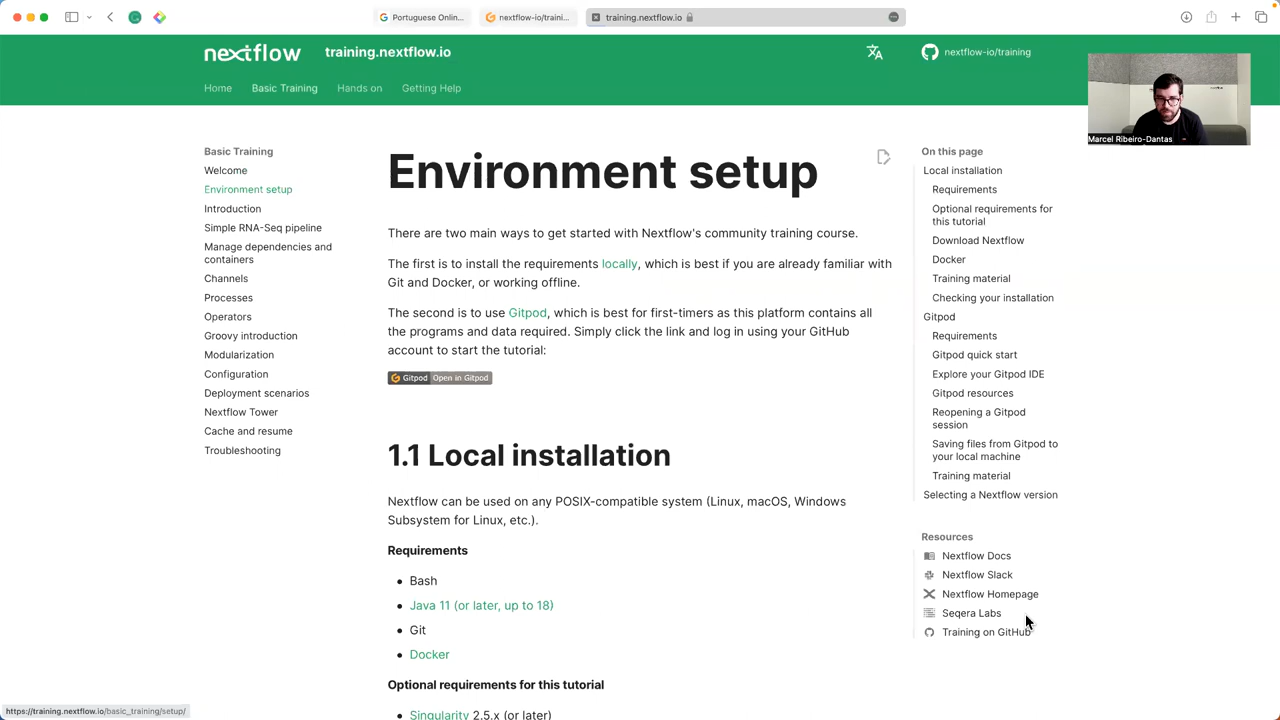 Portuguese Onlin...
nextflow-io/traini...
training.nextflow.io
nextflow
training.nextflow.io
nextflow-io/training
Home
Basic Training
Hands on
Getting Help
Marcel Ribeiro-Dantas
Basic Training
Welcome
Environment setup
Introduction
Simple RNA-Seq pipeline
Manage dependencies and
containers
Channels
Processes
Operators
Groovy introduction
Modularization
Configuration
Deployment scenarios
Nextflow Tower
Cache and resume
Troubleshooting
Environment setup
There are two main ways to get started with Nextflow's community training course.
The first is to install the requirements locally, which is best if you are already familiar with
Git and Docker, or working offline.
The second is to use Gitpod, which is best for first-timers as this platform contains all
the programs and data required. Simply click the link and log in using your GitHub
account to start the tutorial:
Gitpod Open in Gitpod
1.1 Local installation
Nextflow can be used on any POSIX-compatible system (Linux, macOS, Windows
Subsystem for Linux, etc.).
Requirements
• Bash
• Java 11 (or later, up to 18)
• Git
• Docker
Optional requirements for this tutorial
• Singularity 2.5.x (or later)
On this page
Local installation
Requirements
Optional requirements for
this tutorial
Download Nextflow
Docker
Training material
Checking your installation
Gitpod
Requirements
Gitpod quick start
Explore your Gitpod IDE
Gitpod resources
Reopening a Gitpod
session
Saving files from Gitpod to
your local machine
Training material
Selecting a Nextflow version
Resources
Nextflow Docs
Nextflow Slack
Nextflow Homepage
Seqera Labs
Training on GitHub
https://training.nextflow.io/basic_training/setup/